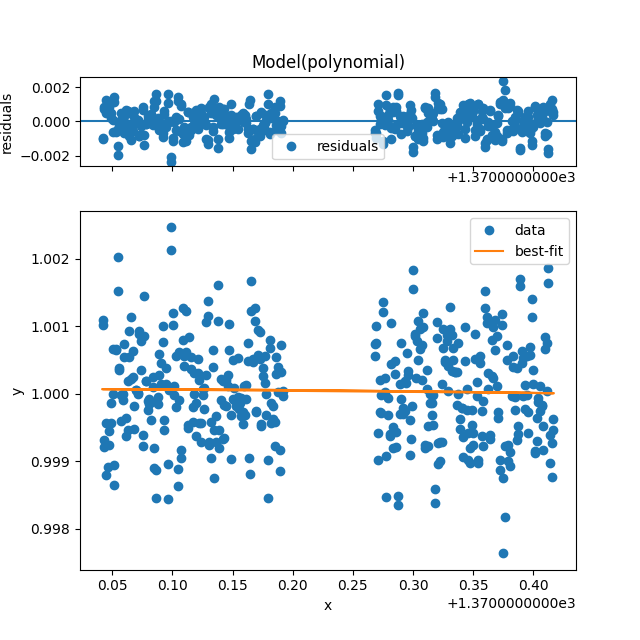 Model(polynomial)
residuals
0.002
0.000
−0.002
residuals
+1.3700000000e3
data
best-fit
y
1.002
1.001
1.000
0.999
0.998
0.05 0.10 0.15 0.20 0.25 0.30 0.35 0.40
x
+1.3700000000e3